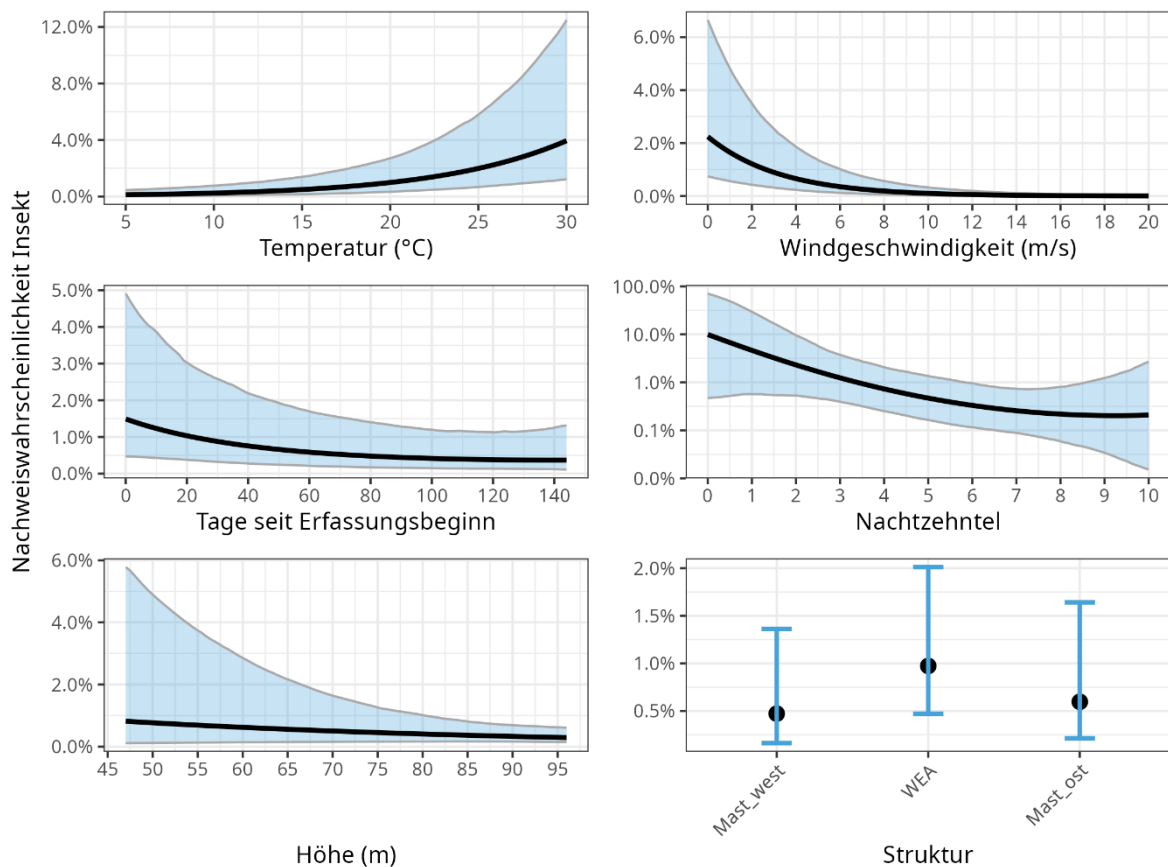 Nachweiswahrscheinlichkeit Insekt
12.0%
8.0%
4.0%
0.0%
5 10 15 20 25 30
Temperatur (°C)
6.0%
4.0%
2.0%
0.0%
0 2 4 6 8 10 12 14 16 18 20
Windgeschwindigkeit (m/s)
5.0%
4.0%
3.0%
2.0%
1.0%
0.0%
0 20 40 60 80 100 120 140
Tage seit Erfassungsbeginn
100.0%
10.0%
1.0%
0.1%
0.0%
0 1 2 3 4 5 6 7 8 9 10
Nachtzehntel
6.0%
4.0%
2.0%
0.0%
45 50 55 60 65 70 75 80 85 90 95
Höhe (m)
2.0%
1.5%
1.0%
0.5%
Mast_west
WEA
Mast_ost
Struktur